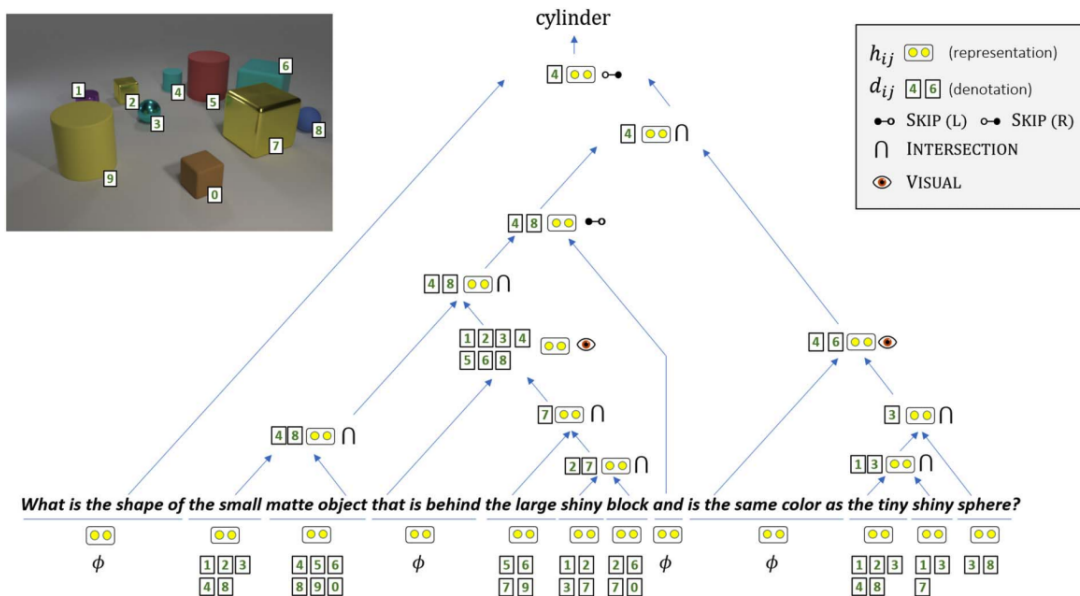 cylinder
4
h_ij (representation)
d_ij 4 6 (denotation)
SKIP (L) SKIP (R)
∩ INTERSECTION
VISUAL
1 2 3 4 5 6 7 8 9 0
4 ∩
4 8
4 8 ∩
1 2 3 4
5 6 8
4 6
7 ∩
3 ∩
4 8 ∩
2 7 ∩
1 3 ∩
What is the shape of the small matte object that is behind the large shiny block and is the same color as the tiny shiny sphere?
ϕ
1 2 3
4 8
4 5 6
8 9 0
ϕ
5 6
7 9
1 2
3 7
2 6
7 0
ϕ
ϕ
1 2 3
4 8
1 3
7
3 8